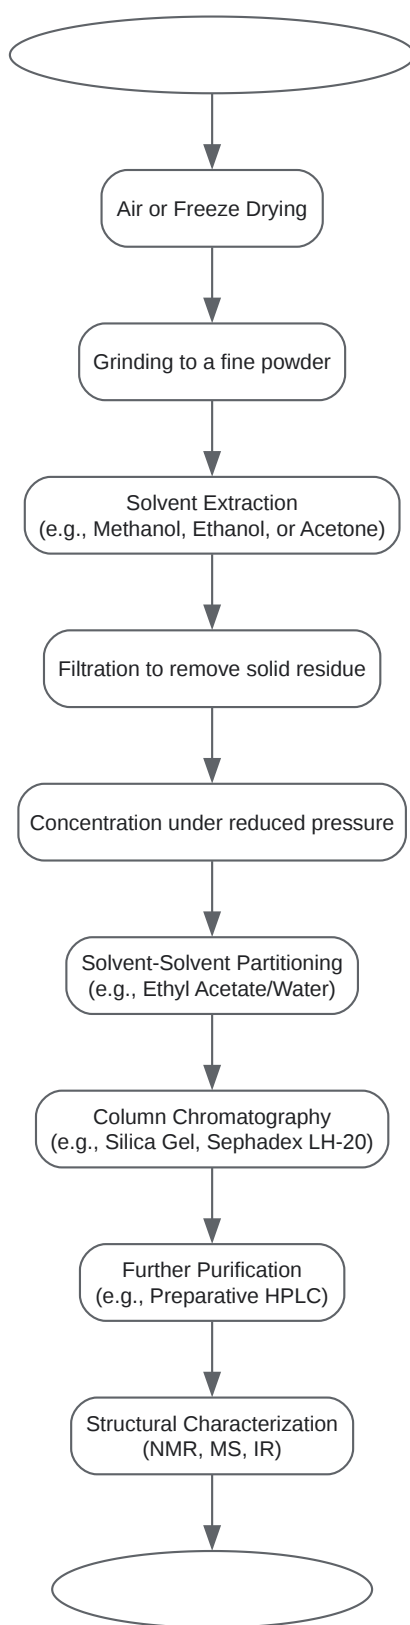 Air or Freeze Drying
Grinding to a fine powder
Solvent Extraction
(e.g., Methanol, Ethanol, or Acetone)
Filtration to remove solid residue
Concentration under reduced pressure
Solvent-Solvent Partitioning
(e.g., Ethyl Acetate/Water)
Column Chromatography
(e.g., Silica Gel, Sephadex LH-20)
Further Purification
(e.g., Preparative HPLC)
Structural Characterization
(NMR, MS, IR)